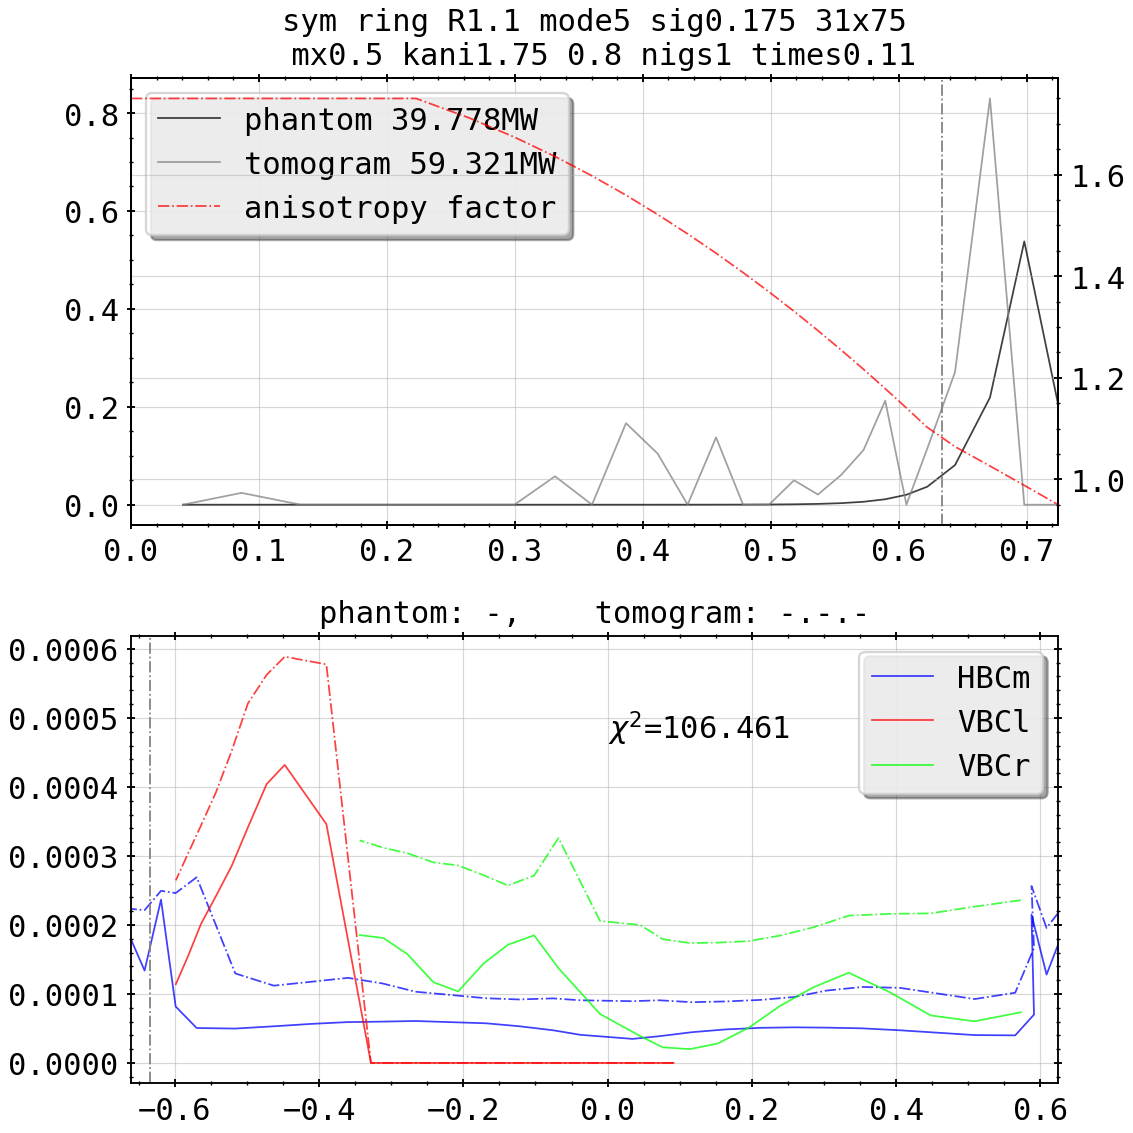 sym ring R1.1 mode5 sig0.175 31x75
mx0.5 kani1.75 0.8 nigs1 times0.11
phantom 39.778MW
tomogram 59.321MW
anisotropy factor
0.8
0.6
0.4
0.2
0.0
1.6
1.4
1.2
1.0
0.0 0.1 0.2 0.3 0.4 0.5 0.6 0.7
phantom: -, tomogram: -.-.-
HBCm
VBCl
VBCr
χ²=106.461
0.0006
0.0005
0.0004
0.0003
0.0002
0.0001
0.0000
−0.6 −0.4 −0.2 0.0 0.2 0.4 0.6